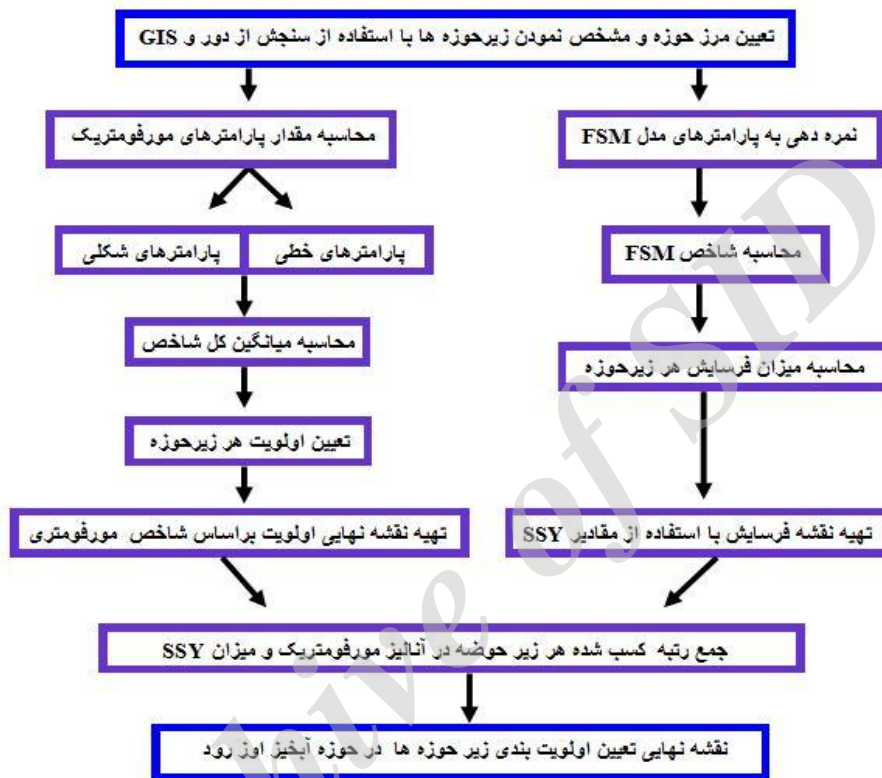 تعیین مرز حوزه و مشخص نمودن زیرحوزه ها با استفاده از سنجش از دور و GIS
نمره دهی به پارامترهای مدل FSM
محاسبه مقدار پارامترهای مورفومتریک
محاسبه شاخص FSM
پارامترهای خطی
پارامترهای شکلی
محاسبه میانگین کل شاخص
محاسبه میزان فرسایش هر زیرحوزه
تعیین اولویت هر زیرحوزه
تهیه نقشه فرسایش با استفاده از مقادیر SSY
تهیه نقشه نهایی اولویت براساس شاخص مورفومتری
جمع رتبه کسب شده هر زیر حوضه در آنالیز مورفومتریک و میزان SSY
نقشه نهایی تعیین اولویت بندی زیر حوزه ها در حوزه آبخیز اوز رود
hive of SID